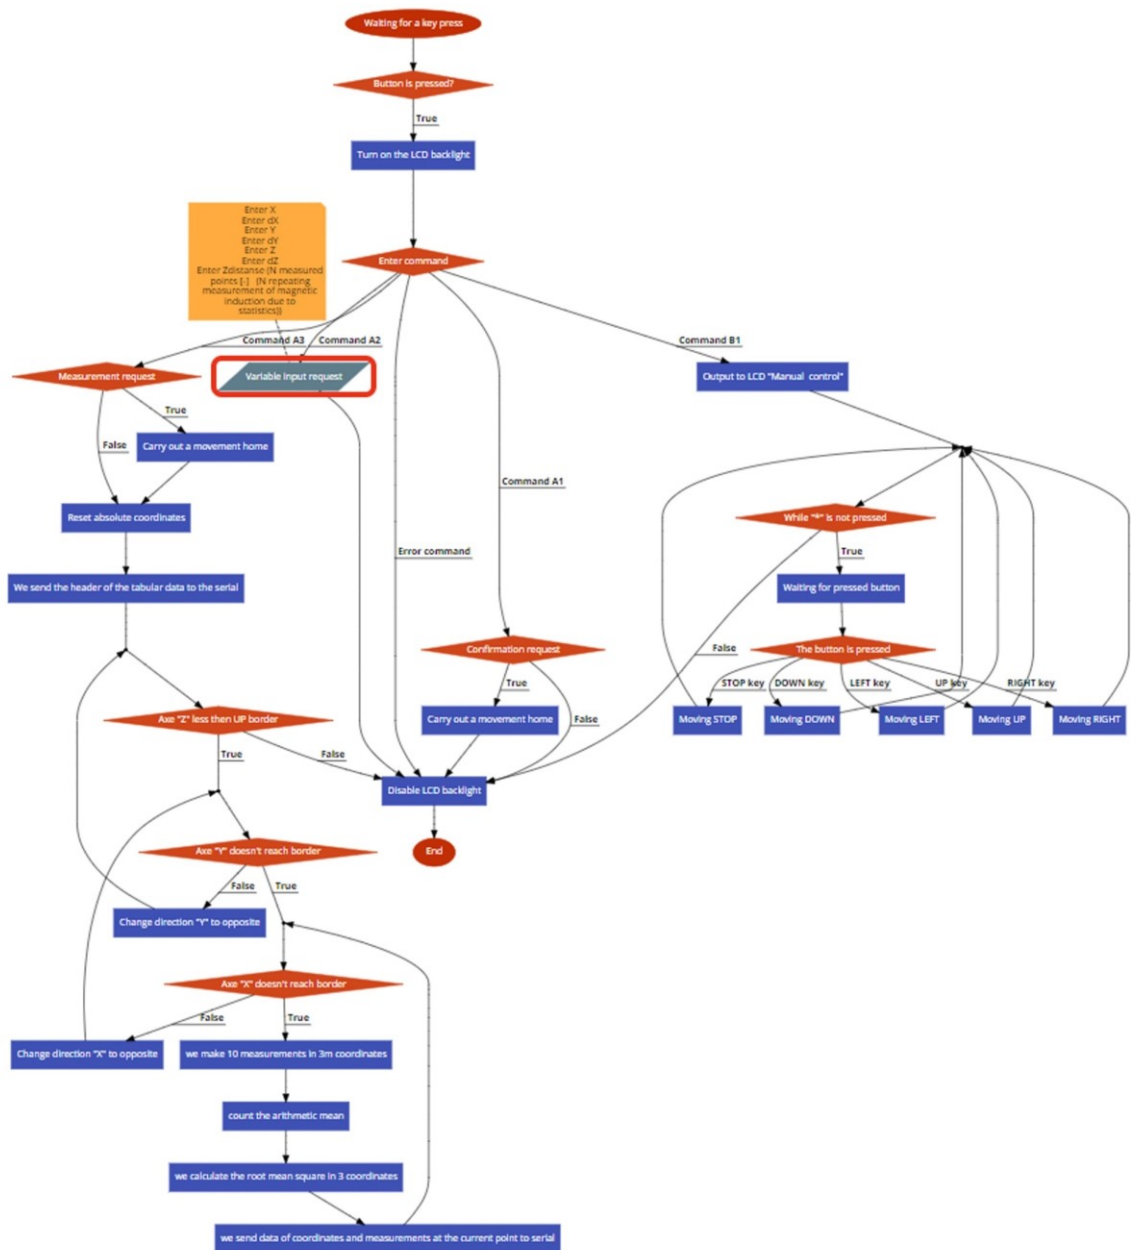 Waiting for a key press
Button is pressed?
True
Turn on the LCD backlight
Enter X
Enter dX
Enter Y
Enter dY
Enter Z
Enter dZ
Enter Zdistanse (N measured
points [-] (N repeating
measurement of magnetic
induction due to
statistics))
Enter command
Command A3
Command A2
Command B1
Measurement request
Variable input request
Output to LCD "Manual control"
True
False
Carry out a movement home
Command A1
Reset absolute coordinates
While "*" is not pressed
Error command
True
We send the header of the tabular data to the serial
Waiting for pressed button
Confirmation request
False
The button is pressed
True
STOP key
DOWN key
LEFT key
UP key
RIGHT key
Axe "Z" less then UP border
Carry out a movement home
False
Moving STOP
Moving DOWN
Moving LEFT
Moving UP
Moving RIGHT
True
False
Disable LCD backlight
Axe "Y" doesn't reach border
End
False
True
Change direction "Y" to opposite
Axe "X" doesn't reach border
False
True
Change direction "X" to opposite
we make 10 measurements in 3m coordinates
count the arithmetic mean
we calculate the root mean square in 3 coordinates
we send data of coordinates and measurements at the current point to serial